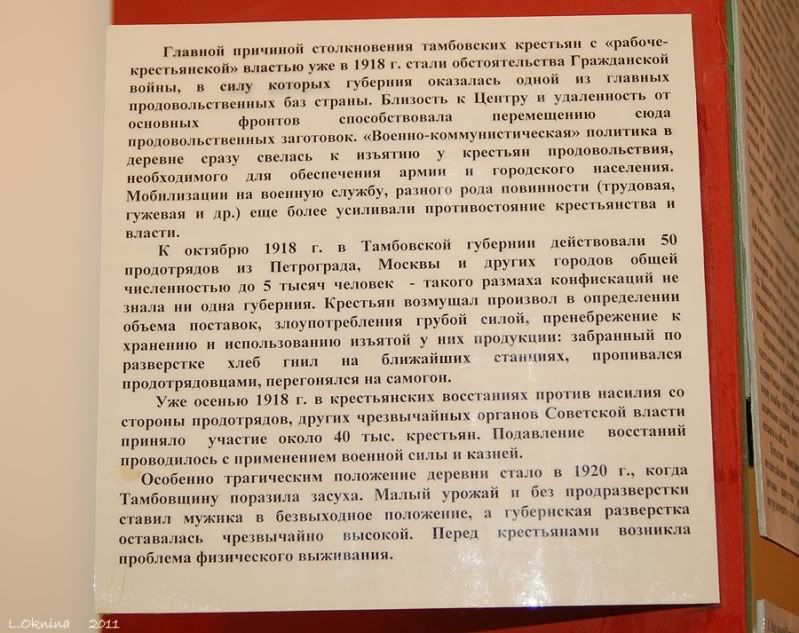 Главной причиной столкновения тамбовских крестьян с «рабоче-
крестьянской» властью уже в 1918 г. стали обстоятельства Гражданской
войны, в силу которых губерния оказалась одной из главных
продовольственных баз страны. Близость к Центру и удаленность от
основных фронтов способствовала перемещению сюда
продовольственных заготовок. «Военно-коммунистическая» политика в
деревне сразу свелась к изъятию у крестьян продовольствия,
необходимого для обеспечения армии и городского населения.
Мобилизации на военную службу, разного рода повинности (трудовая,
гужевая и др.) еще более усиливали противостояние крестьянства и
власти.
К октябрю 1918 г. в Тамбовской губернии действовали 50
продотрядов из Петрограда, Москвы и других городов общей
численностью до 5 тысяч человек - такого размаха конфискаций не
знала ни одна губерния. Крестьян возмущал произвол в определении
объема поставок, злоупотребления грубой силой, пренебрежение к
хранению и использованию изъятой у них продукции: забранный по
разверстке хлеб гнил на ближайших станциях, пропивался
продотрядовцами, перегонялся на самогон.
Уже осенью 1918 г. в крестьянских восстаниях против насилия со
стороны продотрядов, других чрезвычайных органов Советской власти
приняло участие около 40 тыс. крестьян. Подавление восстаний
проводилось с применением военной силы и казней.
Особенно трагическим положение деревни стало в 1920 г., когда
Тамбовщину поразила засуха. Малый урожай и без продразверстки
ставил мужика в безвыходное положение, а губернская разверстка
оставалась чрезвычайно высокой. Перед крестьянами возникла
проблема физического выживания.
L.Oknina 2011